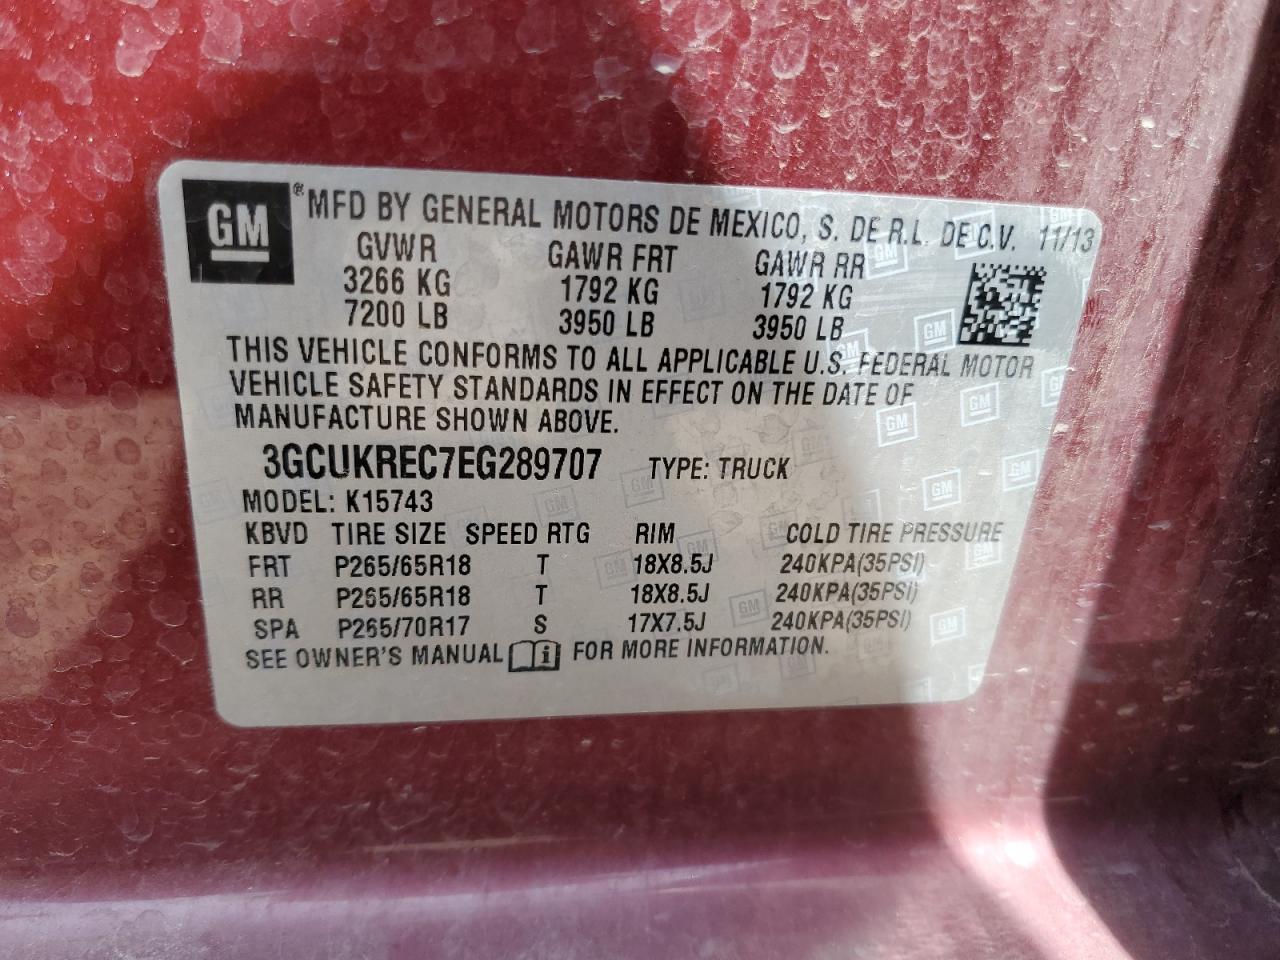 GM ® MFD BY GENERAL MOTORS DE MEXICO, S. DE R.L. DE C.V. 11/13
GVWR GAWR FRT GAWR RR
3266 KG 1792 KG 1792 KG
7200 LB 3950 LB 3950 LB
THIS VEHICLE CONFORMS TO ALL APPLICABLE U.S. FEDERAL MOTOR
VEHICLE SAFETY STANDARDS IN EFFECT ON THE DATE OF
MANUFACTURE SHOWN ABOVE.
3GCUKREC7EG289707 TYPE: TRUCK
MODEL: K15743
KBVD TIRE SIZE SPEED RTG RIM COLD TIRE PRESSURE
FRT P265/65R18 T 18X8.5J 240KPA(35PSI)
RR P265/65R18 T 18X8.5J 240KPA(35PSI)
SPA P265/70R17 S 17X7.5J 240KPA(35PSI)
SEE OWNER'S MANUAL i FOR MORE INFORMATION.